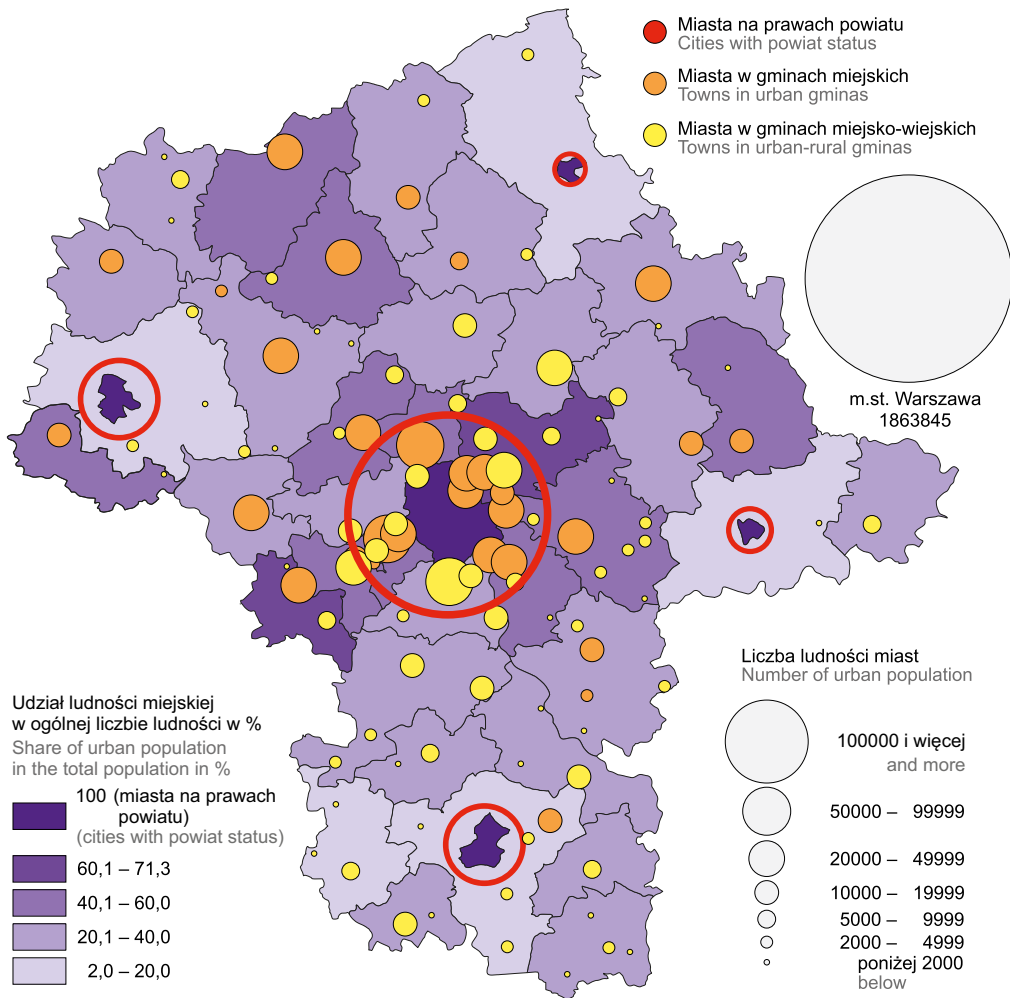 Miasta na prawach powiatu
Cities with powiat status
Miasta w gminach miejskich
Towns in urban gminas
Miasta w gminach miejsko-wiejskich
Towns in urban-rural gminas
m.st. Warszawa
1863845
Udział ludności miejskiej
w ogólnej liczbie ludności w %
Share of urban population
in the total population in %
100 (miasta na prawach
powiatu)
(cities with powiat status)
60,1 – 71,3
40,1 – 60,0
20,1 – 40,0
2,0 – 20,0
Liczba ludności miast
Number of urban population
100000 i więcej
and more
50000 – 99999
20000 – 49999
10000 – 19999
5000 – 9999
2000 – 4999
poniżej 2000
below